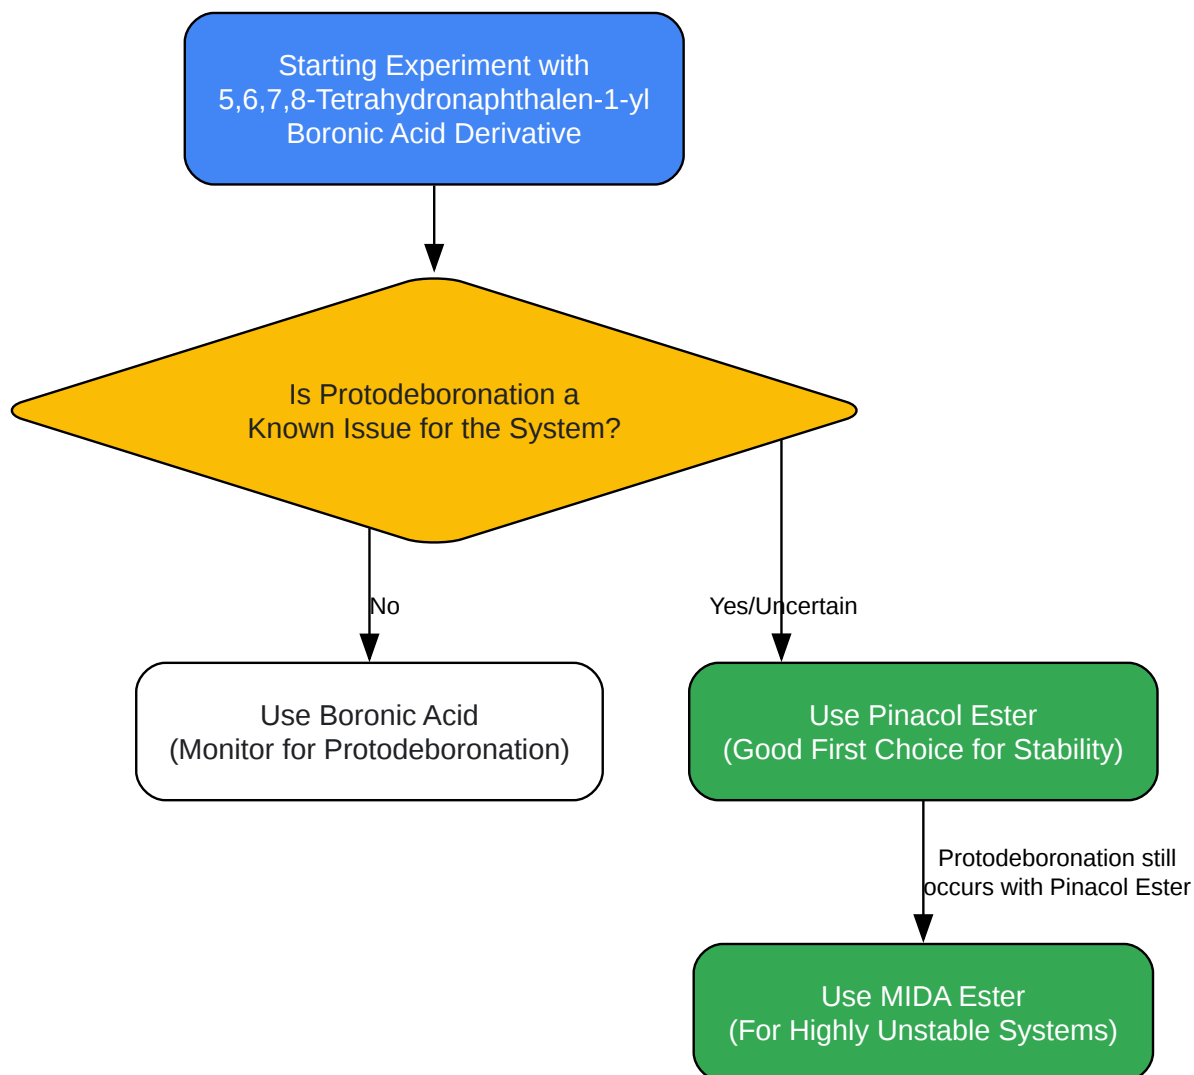 Starting Experiment with
5,6,7,8-Tetrahydronaphthalen-1-yl
Boronic Acid Derivative
Is Protodeboronation a
Known Issue for the System?
No
Yes/Uncertain
Use Boronic Acid
(Monitor for Protodeboronation)
Use Pinacol Ester
(Good First Choice for Stability)
Protodeboronation still
occurs with Pinacol Ester
Use MIDA Ester
(For Highly Unstable Systems)